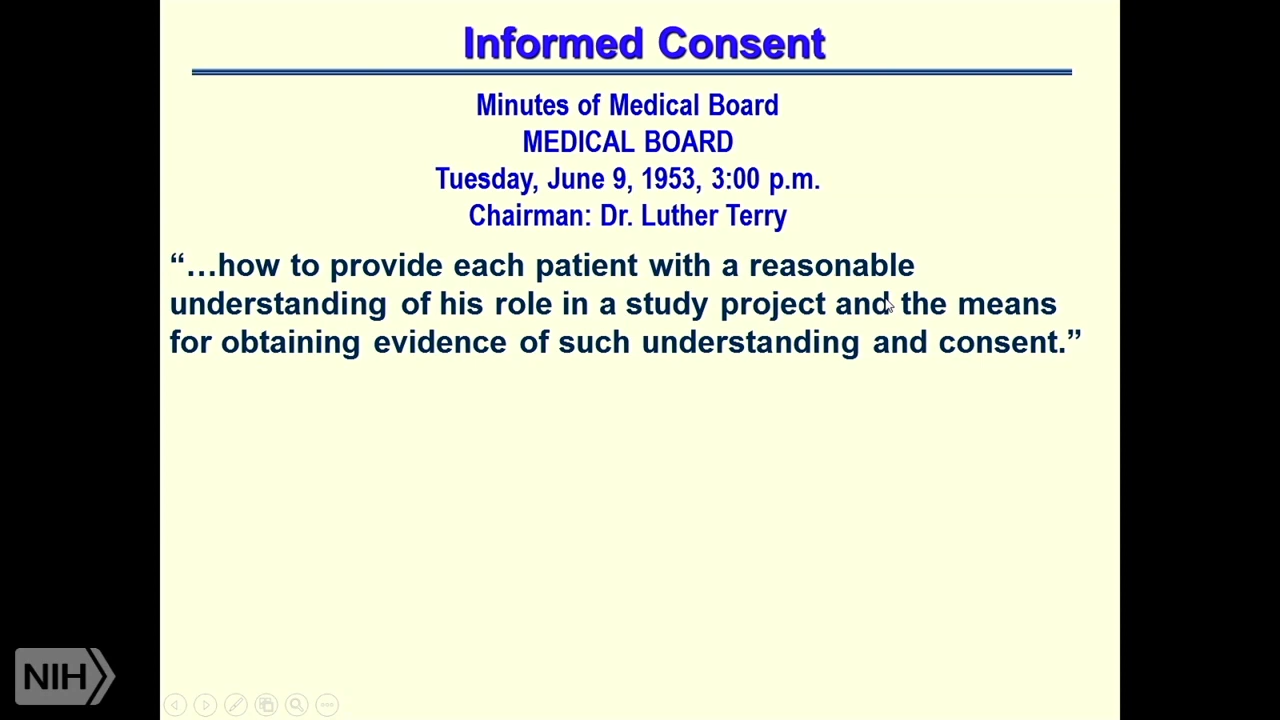 Informed Consent
Minutes of Medical Board
MEDICAL BOARD
Tuesday, June 9, 1953, 3:00 p.m.
Chairman: Dr. Luther Terry
“…how to provide each patient with a reasonable
understanding of his role in a study project and the means
for obtaining evidence of such understanding and consent.”
NIH